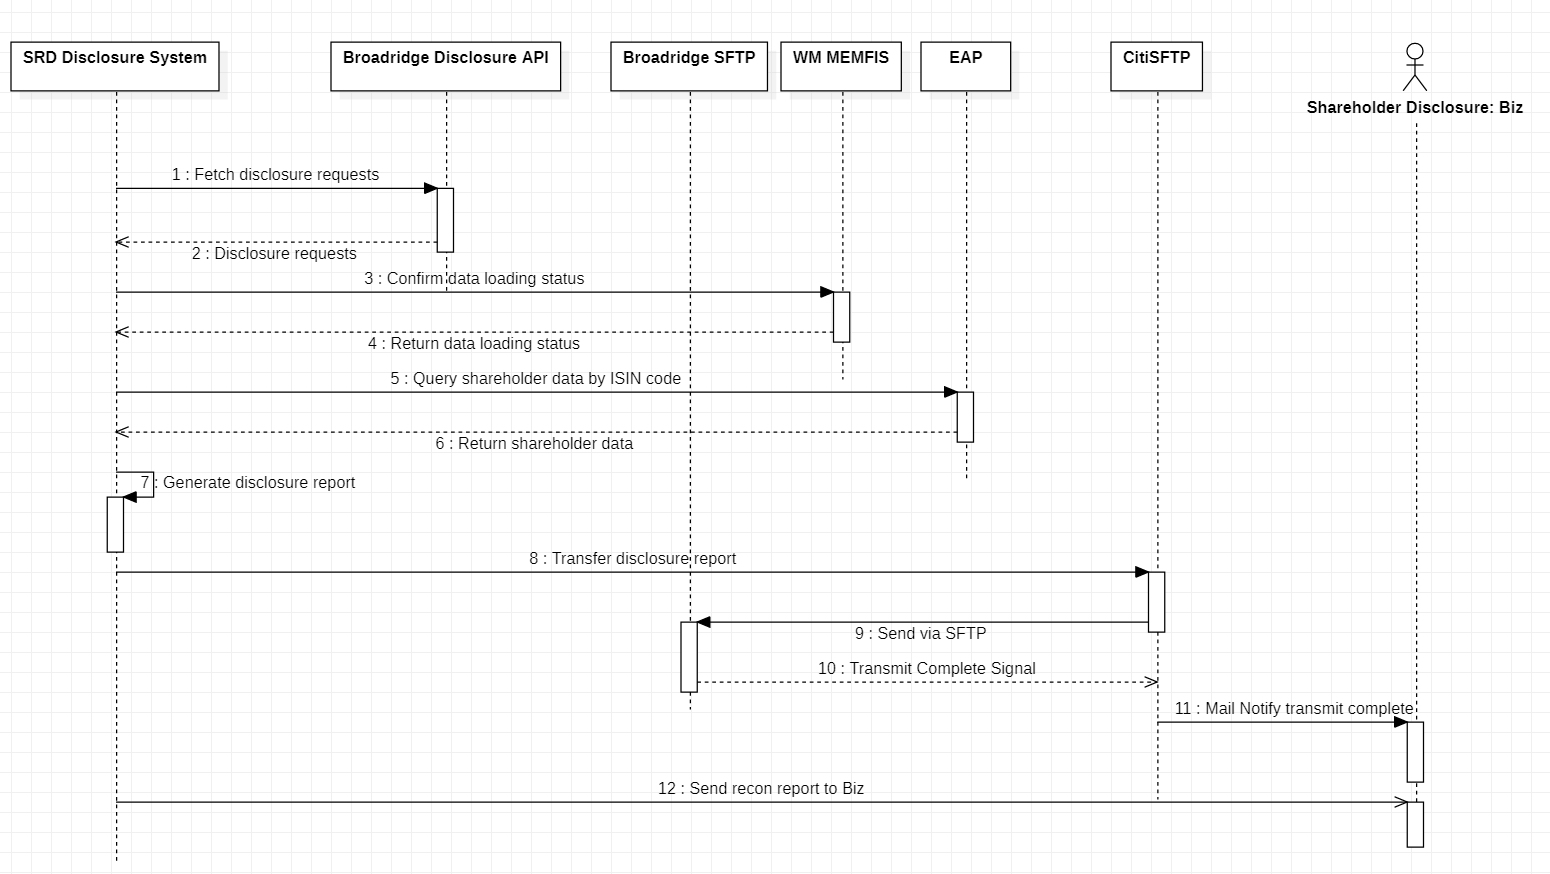 SRD Disclosure System
Broadridge Disclosure API
Broadridge SFTP
WM MEMFIS
EAP
CitiSFTP
Shareholder Disclosure: Biz
1 : Fetch disclosure requests
2 : Disclosure requests
3 : Confirm data loading status
4 : Return data loading status
5 : Query shareholder data by ISIN code
6 : Return shareholder data
7 : Generate disclosure report
8 : Transfer disclosure report
9 : Send via SFTP
10 : Transmit Complete Signal
11 : Mail Notify transmit complete
12 : Send recon report to Biz